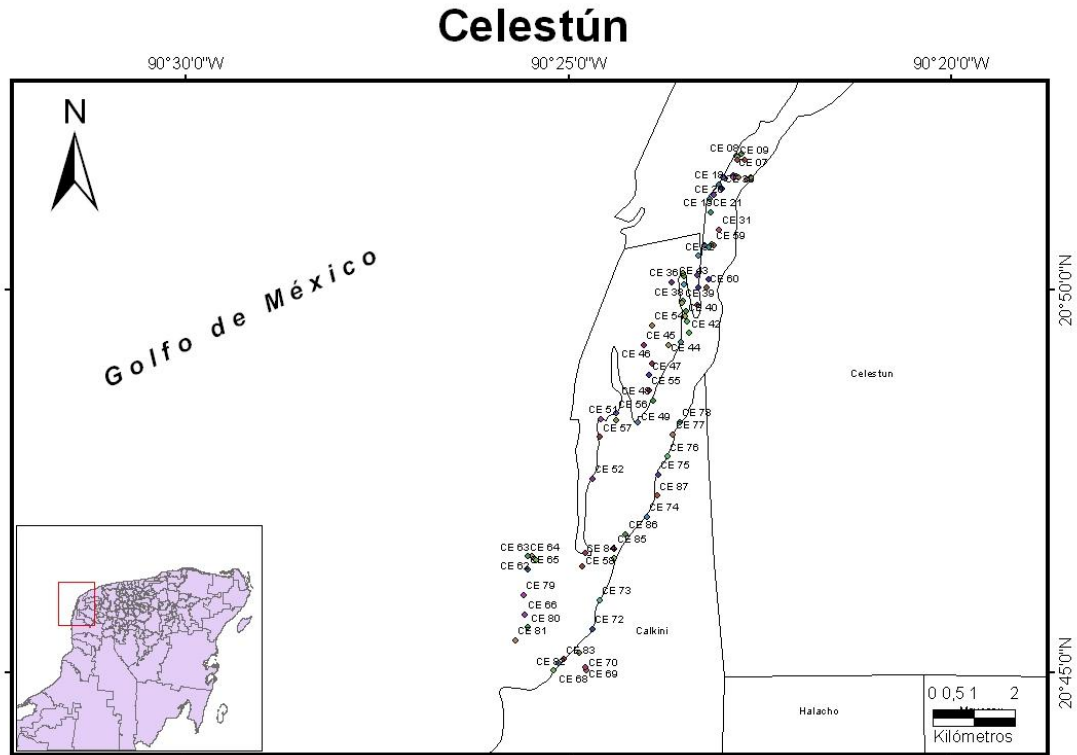 Celestún
90°30'0"W 90°25'0"W 90°20'0"W
N
Golfo de México
CE 08 CE 09
CE 07
CE 18
CE 19 CE 21
CE 31
CE 59
20°50'0"N
CE 36
CE 60
CE 38 CE 39
CE 40
CE 54
CE 42
CE 45
CE 44
CE 46
CE 47
Celestun
CE 55
CE 48
CE 56
CE 51
CE 49
CE 78
CE 57
CE 77
CE 76
CE 52
CE 75
CE 87
CE 74
CE 86
CE 85
CE 63 CE 64
CE 84
CE 65
CE 58
CE 62
CE 79
CE 73
CE 66
CE 80
CE 81
CE 72
Calkini
CE 83
CE 82
CE 70
CE 68 CE 69
20°45'0"N
0 0,5 1 2
Halacho
Kilómetros